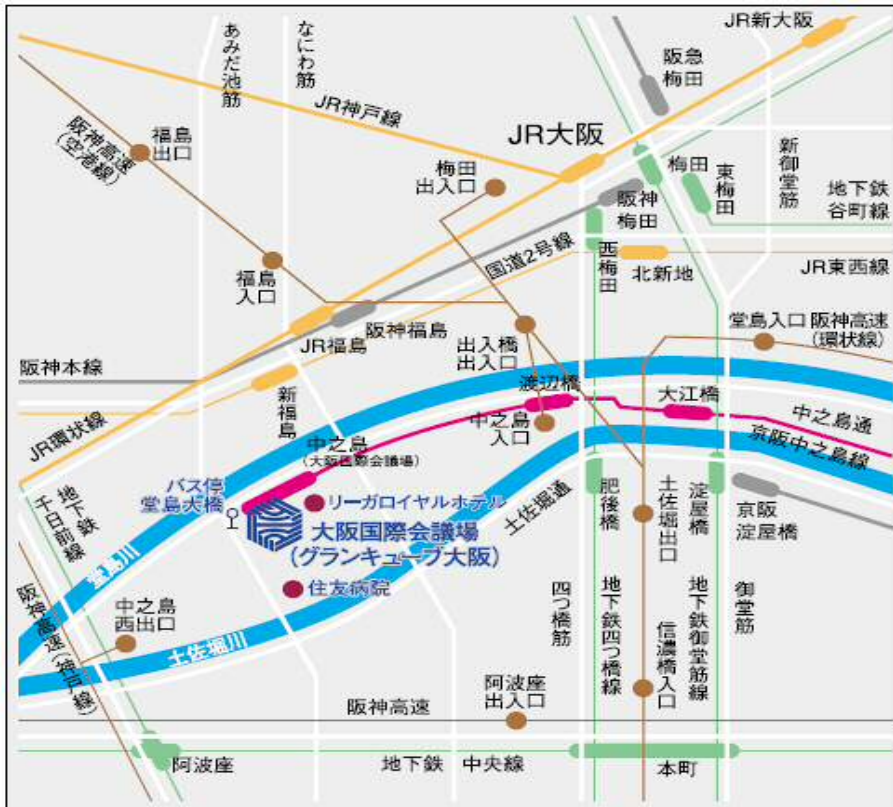 JR新大阪
阪急
梅田
なにわ筋
あみだ池筋
JR神戸線
JR大阪
阪神高速
(空港線)
福島
出口
梅田
出入口
梅田
東梅田
新御堂筋
地下鉄
谷町線
阪神
梅田
西梅田
国道2号線
北新地
JR東西線
福島
入口
阪神福島
JR福島
出入橋
出入口
堂島入口
阪神高速
(環状線)
阪神本線
新福島
渡辺橋
大江橋
中之島通
JR環状線
中之島
(大阪国際会議場)
中之島
入口
京阪中之島線
バス停
堂島大橋
リーガロイヤルホテル
大阪国際会議場
(グランキューブ大阪)
土佐堀通
肥後橋
土佐堀出口
淀屋橋
京阪
淀屋橋
地下鉄
千日前線
堂島川
住友病院
中之島
西出口
土佐堀川
阪神高速(神戸線)
四つ橋筋
地下鉄四つ橋線
信濃橋入口
地下鉄御堂筋線
御堂筋
阪神高速
阿波座
出入口
阿波座
地下鉄 中央線
本町